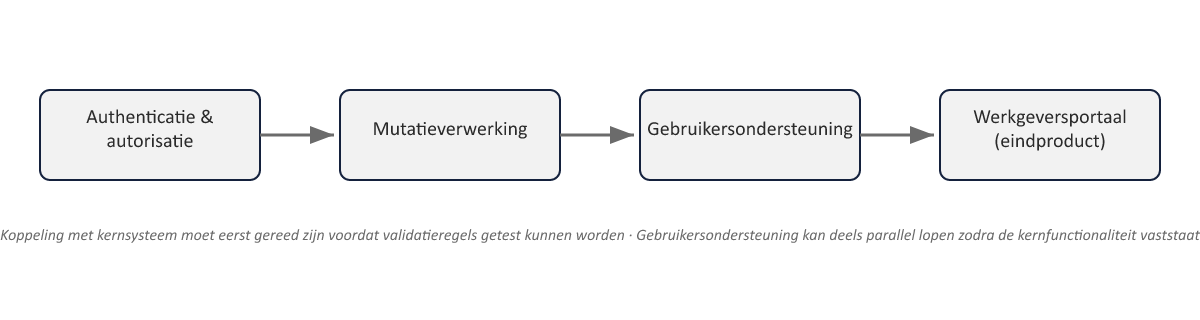 Authenticatie &
autorisatie
Mutatieverwerking
Gebruikersondersteuning
Werkgeversportaal
(eindproduct)
Koppeling met kernsysteem moet eerst gereed zijn voordat validatieregels getest kunnen worden · Gebruikersondersteuning kan deels parallel lopen zodra de kernfunctionaliteit vaststaat